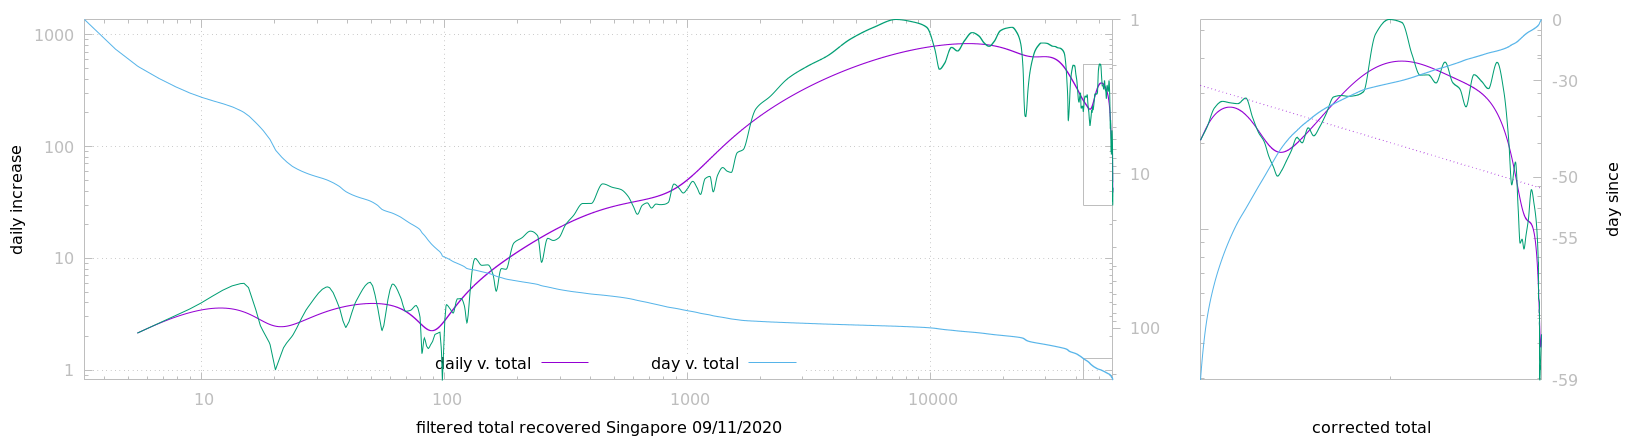 1000
100
10
1
daily increase
10
100
1000
10000
filtered total recovered Singapore 09/11/2020
daily v. total
day v. total
1
10
100
0
-30
-50
-55
-59
day since
corrected total